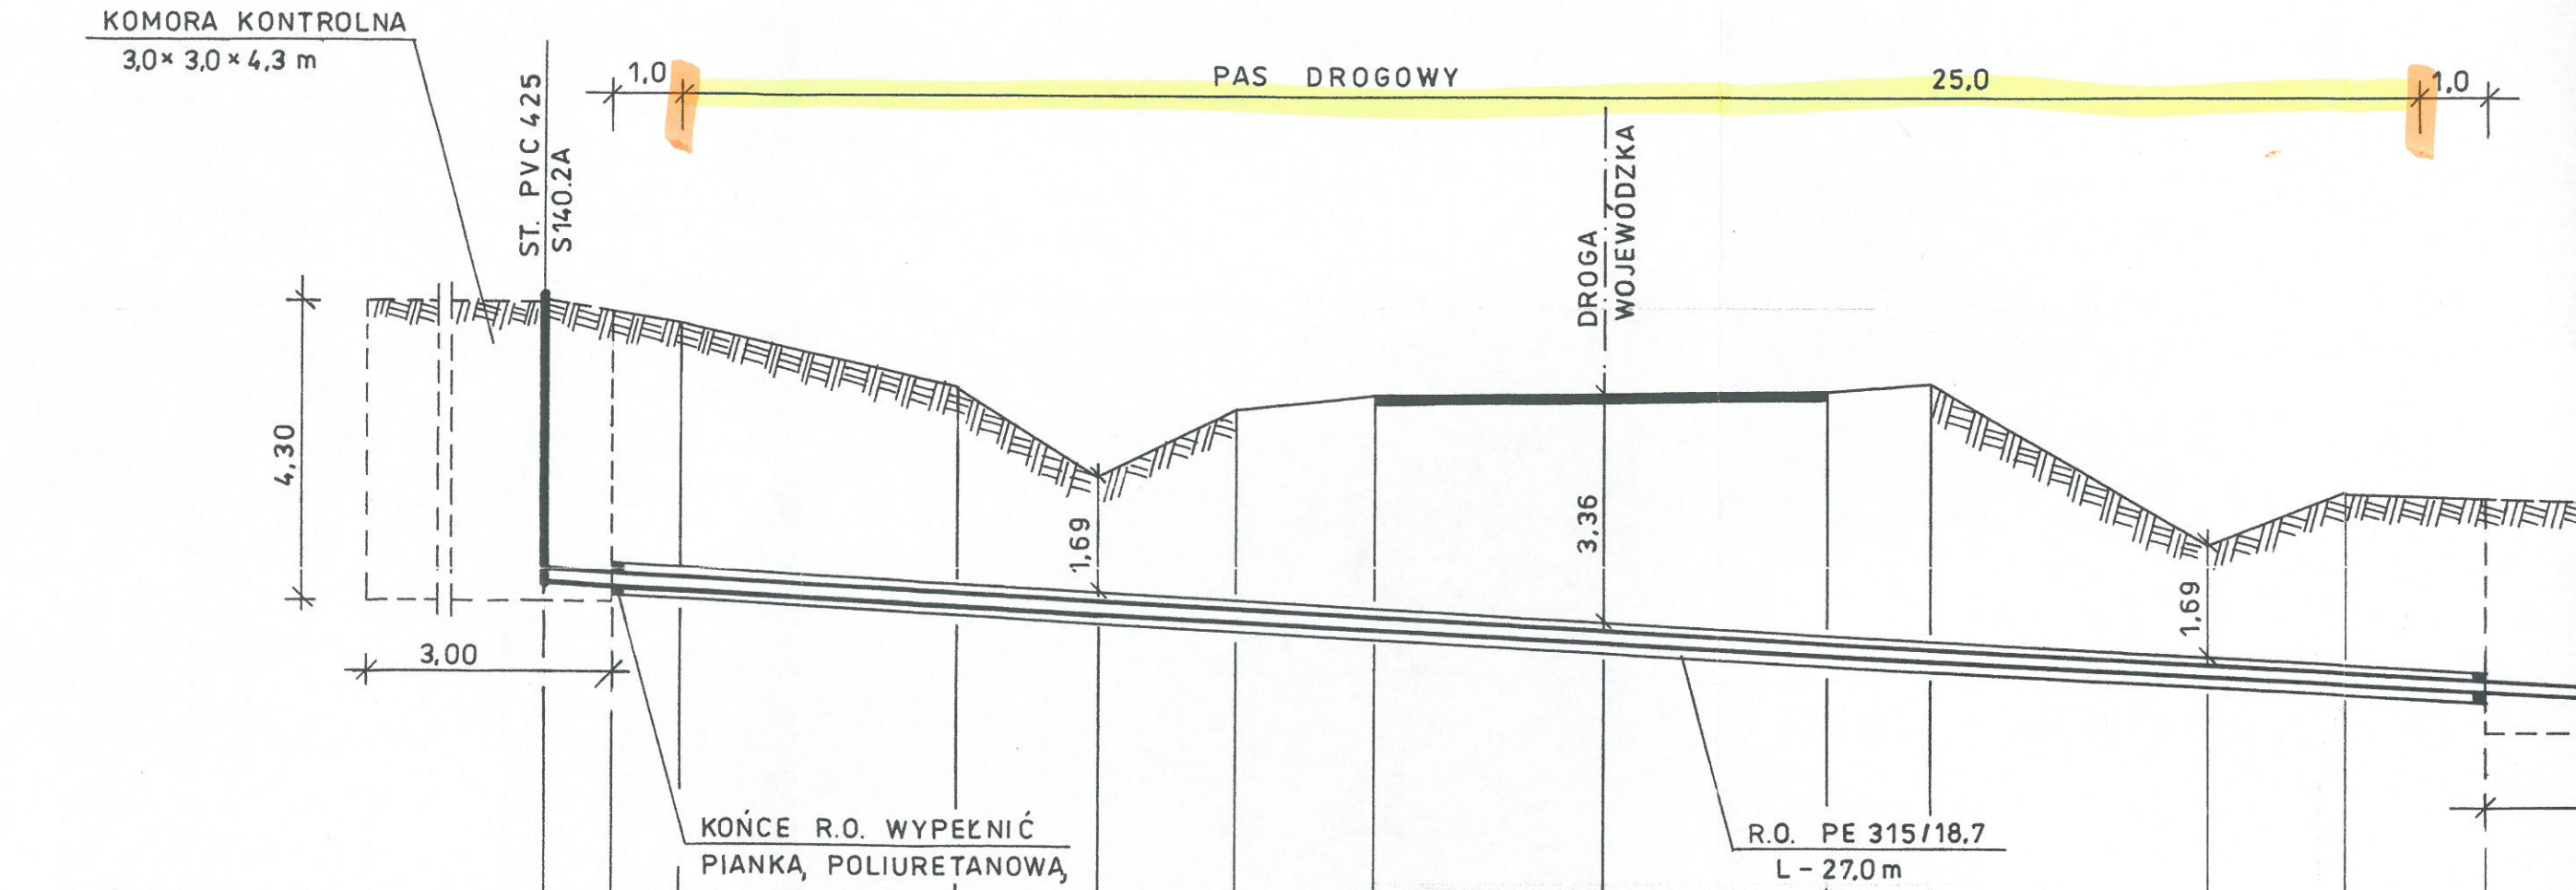 KOMORA KONTROLNA
3,0 × 3,0 × 4,3 m
ST. PVC 425
S140.2A
1,0
PAS DROGOWY
25,0
1,0
DROGA
WOJEWÓDZKA
4,30
1,69
3,36
1,69
3,00
KOŃCE R.O. WYPEŁNIĆ
PIANKĄ POLIURETANOWĄ
R.O. PE 315/18,7
L – 27,0 m